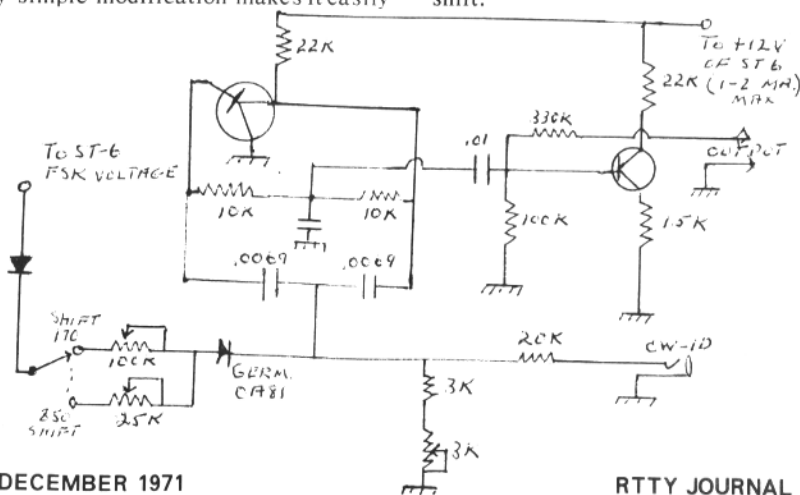 simple modification makes it easily shift.
22K
TO +12V
OF ST6
(1-2 MA.)
MAX
22K
330K
.01
OUTPUT
TO ST-6
FSK VOLTAGE
10K
10K
100K
1.5K
.0069
.0069
SHIFT
170
100K
20K
CW-ID
GERM.
OA81
3K
850
SHIFT
25K
3K
DECEMBER 1971
RTTY JOURNAL